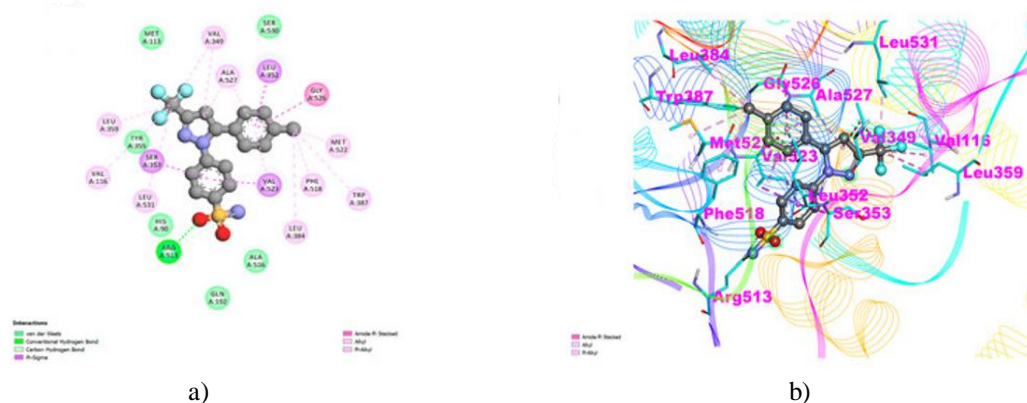 MET
A:113
VAL
A:349
SER
A:530
ALA
A:527
LEU
A:352
GLY
A:526
LEU
A:359
TYR
A:355
SER
A:353
MET
A:522
VAL
A:116
LEU
A:531
VAL
A:523
PHE
A:518
TRP
A:387
HIS
A:90
LEU
A:384
ARG
A:513
ALA
A:516
GLN
A:192
Interactions
van der Waals
Conventional Hydrogen Bond
Carbon Hydrogen Bond
Pi-Sigma
Amide-Pi Stacked
Alkyl
Pi-Alkyl
a)
Leu384
Leu531
Gly526
Trp387
Ala527
Met52
Val349
Val116
Val523
Leu359
Leu352
Phe518
Ser353
Arg513
Amide-Pi Stacked
Alkyl
Pi-Alkyl
b)